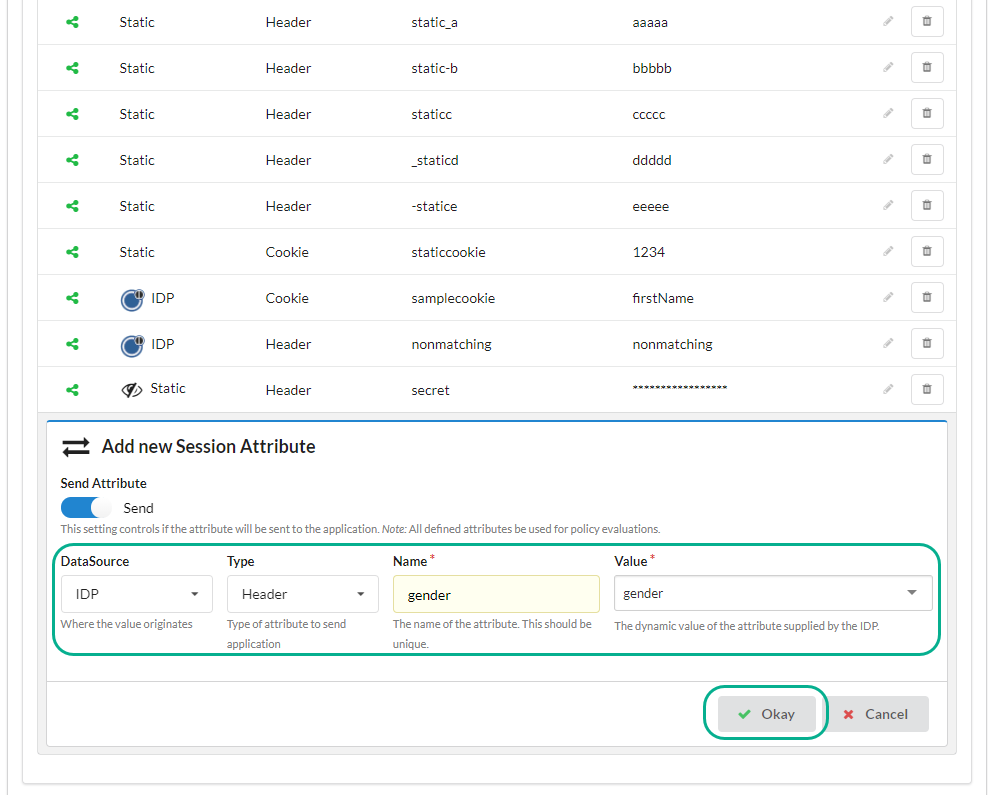 Static Header static_a aaaaa
Static Header static-b bbbbb
Static Header staticc ccccc
Static Header _staticd ddddd
Static Header -statice eeeee
Static Cookie staticcookie 1234
IDP Cookie samplecookie firstName
IDP Header nonmatching nonmatching
Static Header secret *****************
Add new Session Attribute
Send Attribute
Send
This setting controls if the attribute will be sent to the application. Note: All defined attributes be used for policy evaluations.
DataSource Type Name * Value *
IDP Header gender gender
Where the value originates Type of attribute to send The name of the attribute. This should be The dynamic value of the attribute supplied by the IDP.
application unique.
Okay Cancel